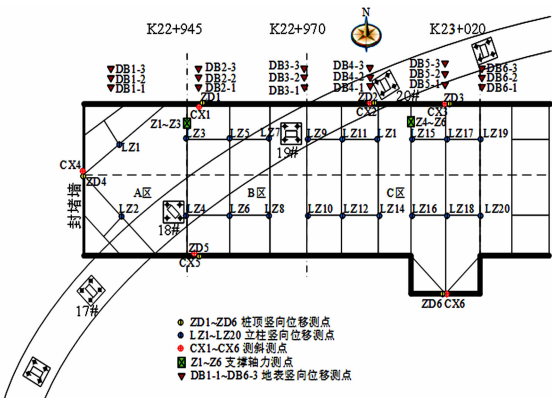 N
K22+945 K22+970 K23+020
DB1-3 DB2-3 DB3-3 DB4-3 DB5-3 DB6-3
DB1-2 DB2-2 DB3-2 DB4-2 DB5-2 DB6-2
DB1-1 DB2-1 DB3-1 DB4-1 DB5-1 DB6-1
ZD1 ZD2 20# ZD3
CX1 CX2 CX3
Z1~Z3 Z4~Z6
LZ1 LZ3 LZ5 LZ7 LZ9 LZ11 LZ1 LZ15 LZ17 LZ19
19#
CX4
ZD4
A区 B区 C区
封堵墙
LZ2 LZ4 LZ6 LZ8 LZ10 LZ12 LZ14 LZ16 LZ18 LZ20
18#
ZD5
CX5
17#
ZD6 CX6
ZD1~ZD6 桩顶竖向位移测点
LZ1~LZ20 立柱竖向位移测点
CX1~CX6 测斜测点
Z1~Z6 支撑轴力测点
DB1-1~DB6-3 地表竖向位移测点